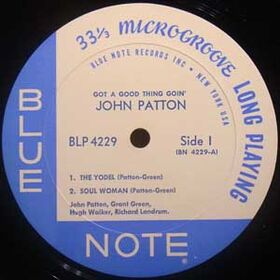 33⅓ MICROGROOVE LONG PLAYING
BLUE NOTE RECORDS INC • NEW YORK USA
GOT A GOOD THING GOIN'
JOHN PATTON
BLP 4229 Side 1
(BN 4229-A)
1. THE YODEL (Patton-Green)
2. SOUL WOMAN (Patton-Green)
John Patton, Grant Green,
Hugh Walker, Richard Landrum.
BLUE
NOTE